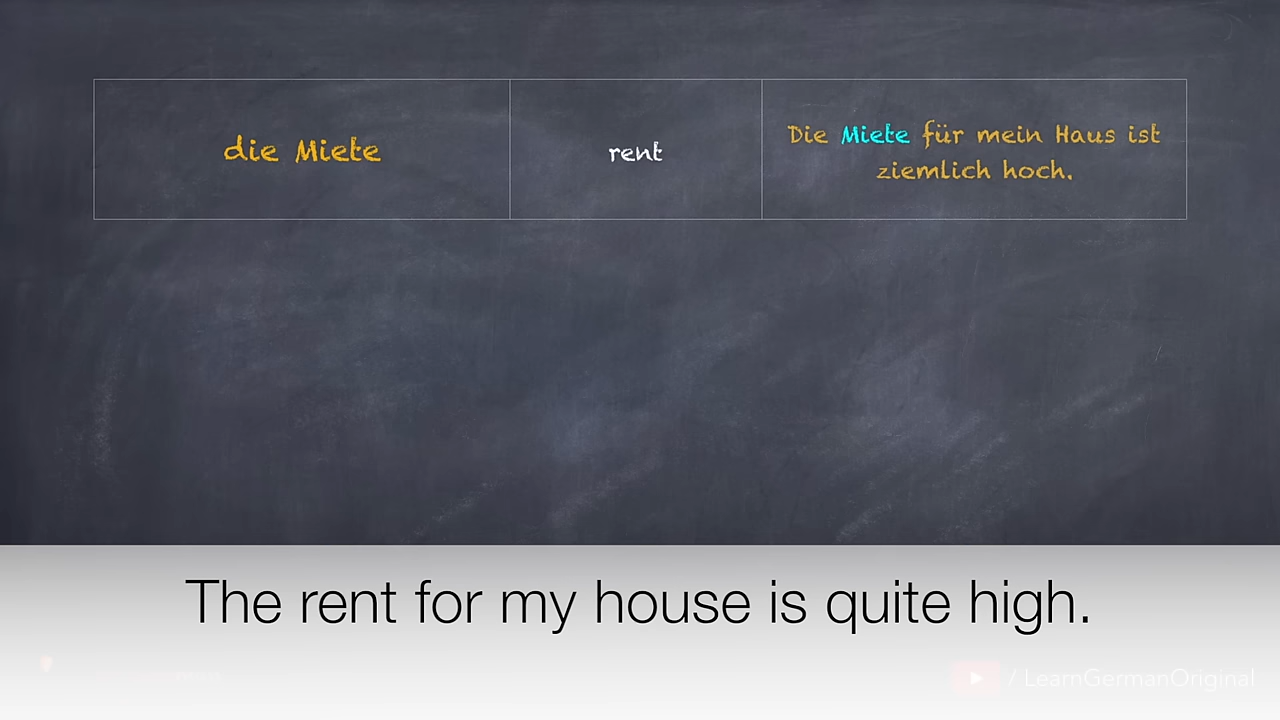 die Miete
rent
Die Miete für mein Haus ist
ziemlich hoch.
The rent for my house is quite high.
/ LearnGermanOriginal